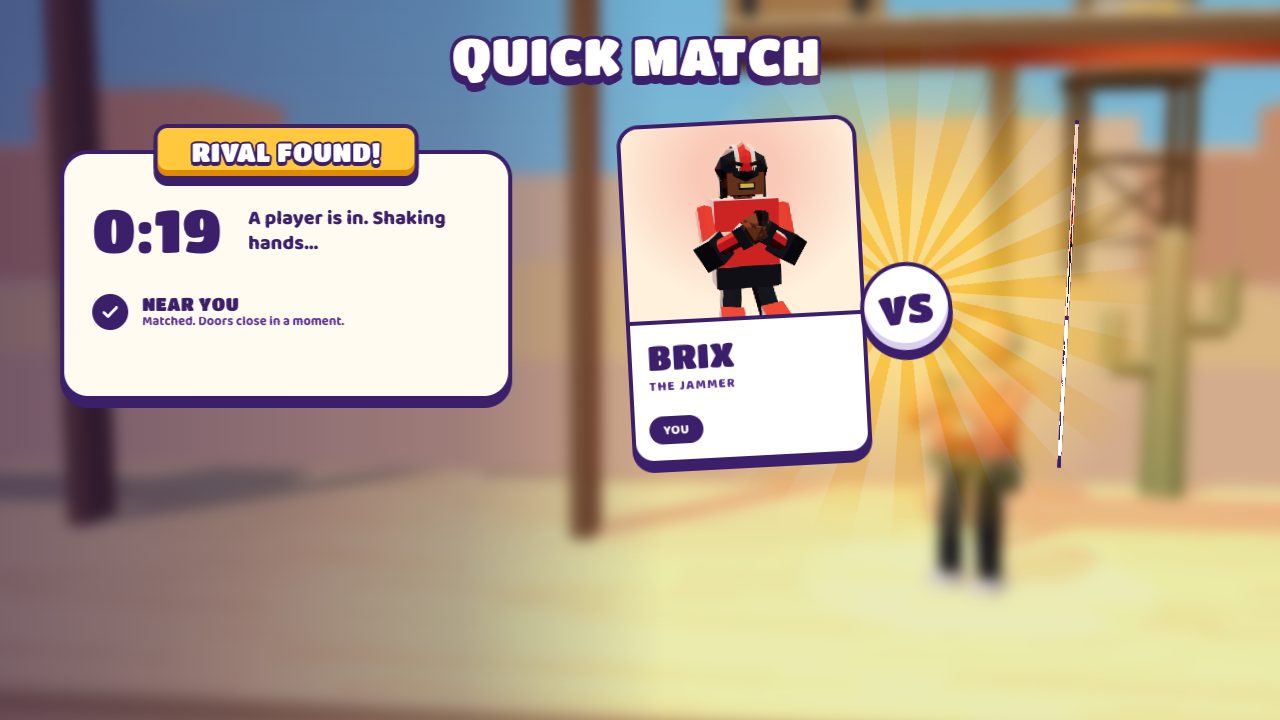 QUICK MATCH
RIVAL FOUND!
0:19
A player is in. Shaking
hands...
NEAR YOU
Matched. Doors close in a moment.
BRIX
THE JAMMER
YOU
VS